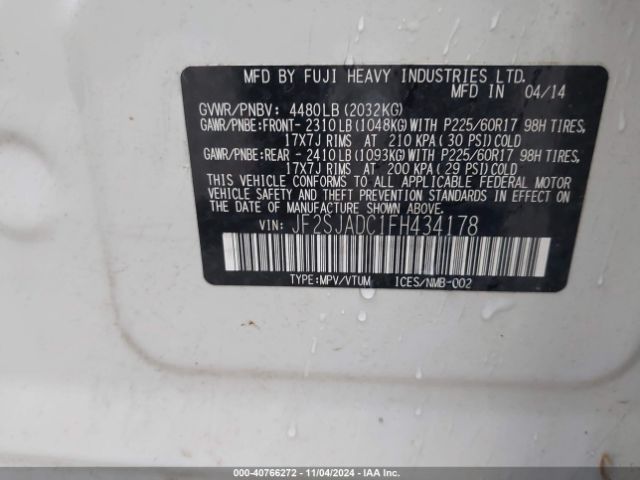 MFD BY FUJI HEAVY INDUSTRIES LTD.
MFD IN 04/14
GVWR/PNBV: 4480LB(2032KG)
GAWR/PNBE:FRONT- 2310LB(1048KG)WITH P225/60R17 98H TIRES,
17X7J RIMS AT 210 KPA(30 PSI)COLD
GAWR/PNBE:REAR - 2410LB(1093KG)WITH P225/60R17 98H TIRES,
17X7J RIMS AT 200 KPA(29 PSI)COLD
THIS VEHICLE CONFORMS TO ALL APPLICABLE FEDERAL MOTOR
VEHICLE SAFETY AND THEFT PREVENTION STANDARDS IN EFFECT ON
THE DATE OF MANUFACTURE SHOWN ABOVE.
VIN: JF2SJADC1FH434178
TYPE:MPV/VTUM ICES/NMB-002
000-40766272 - 11/04/2024 - IAAI.COM